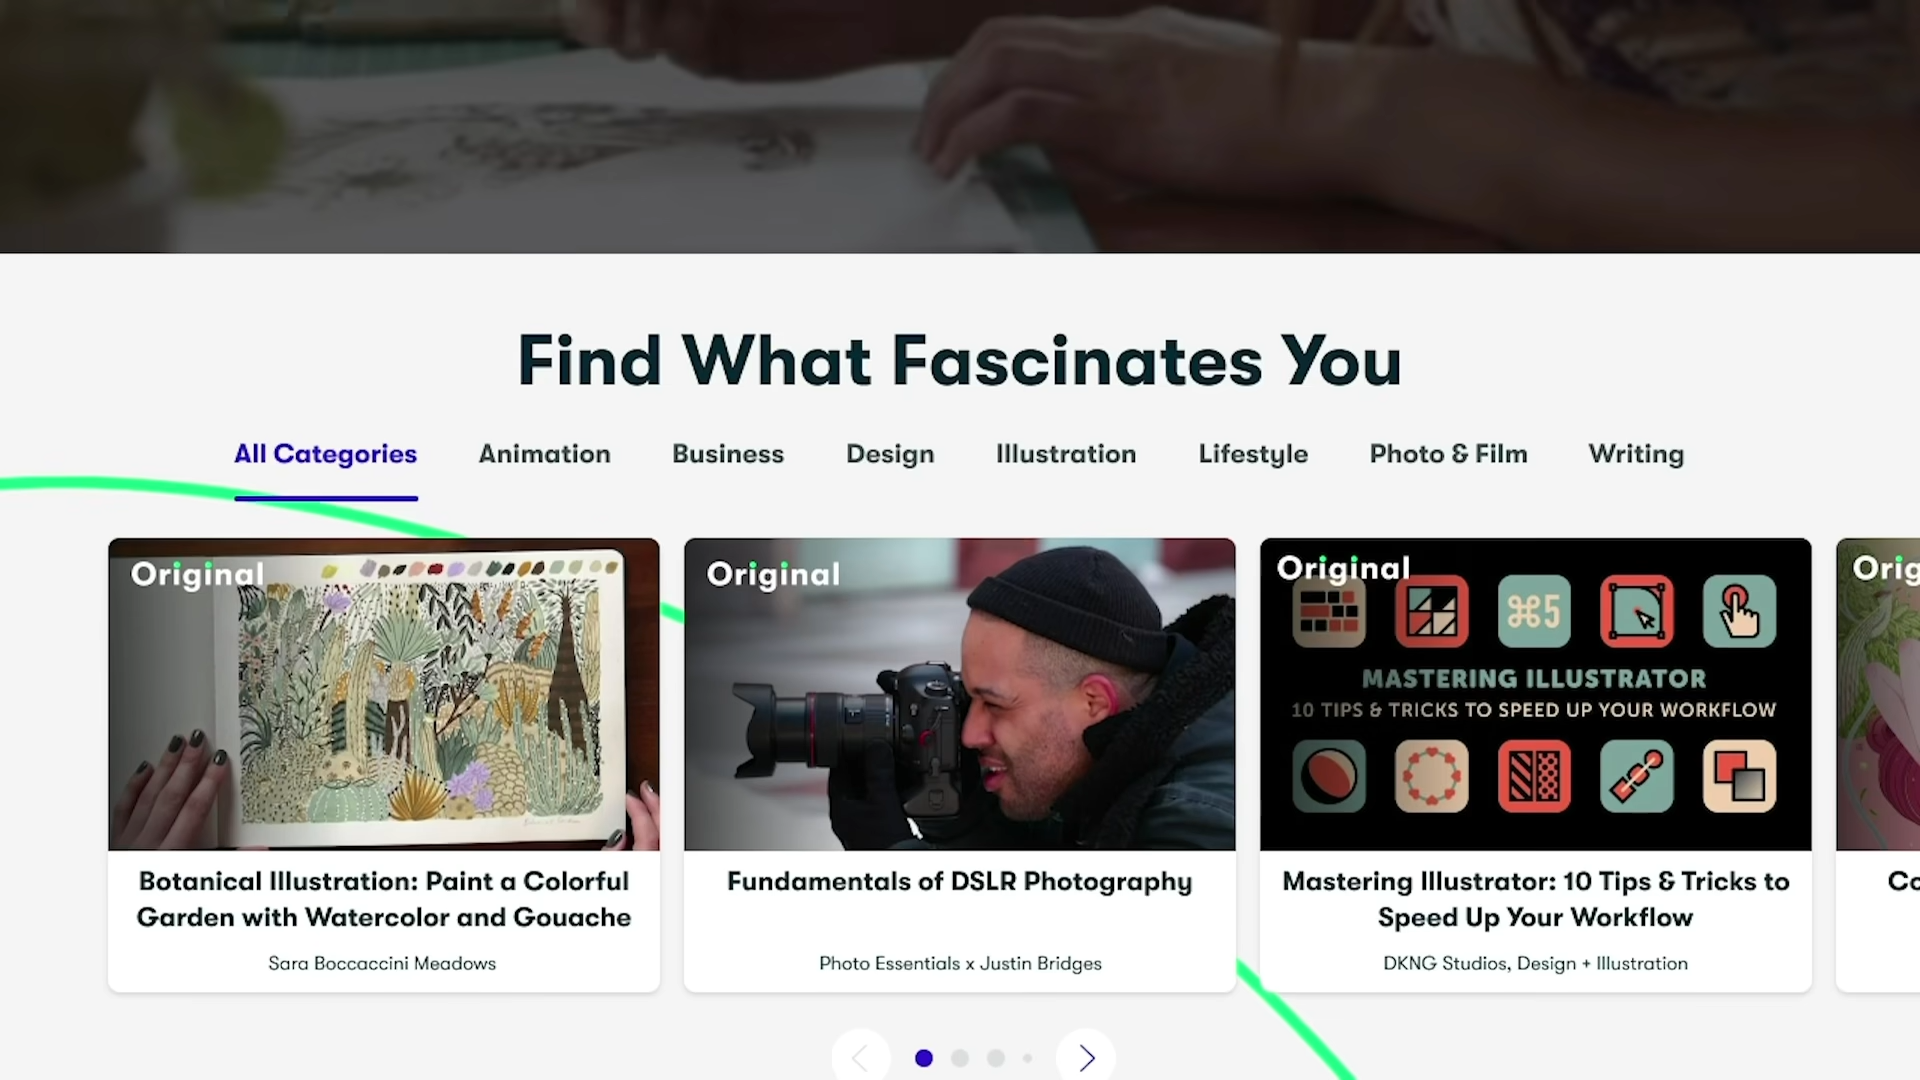 Find What Fascinates You
All Categories Animation Business Design Illustration Lifestyle Photo & Film Writing
Original
Botanical Illustration: Paint a Colorful
Garden with Watercolor and Gouache
Sara Boccaccini Meadows
Original
Fundamentals of DSLR Photography
Photo Essentials x Justin Bridges
Original
⌘5
MASTERING ILLUSTRATOR
10 TIPS & TRICKS TO SPEED UP YOUR WORKFLOW
Mastering Illustrator: 10 Tips & Tricks to
Speed Up Your Workflow
DKNG Studios, Design + Illustration
Orig
Co